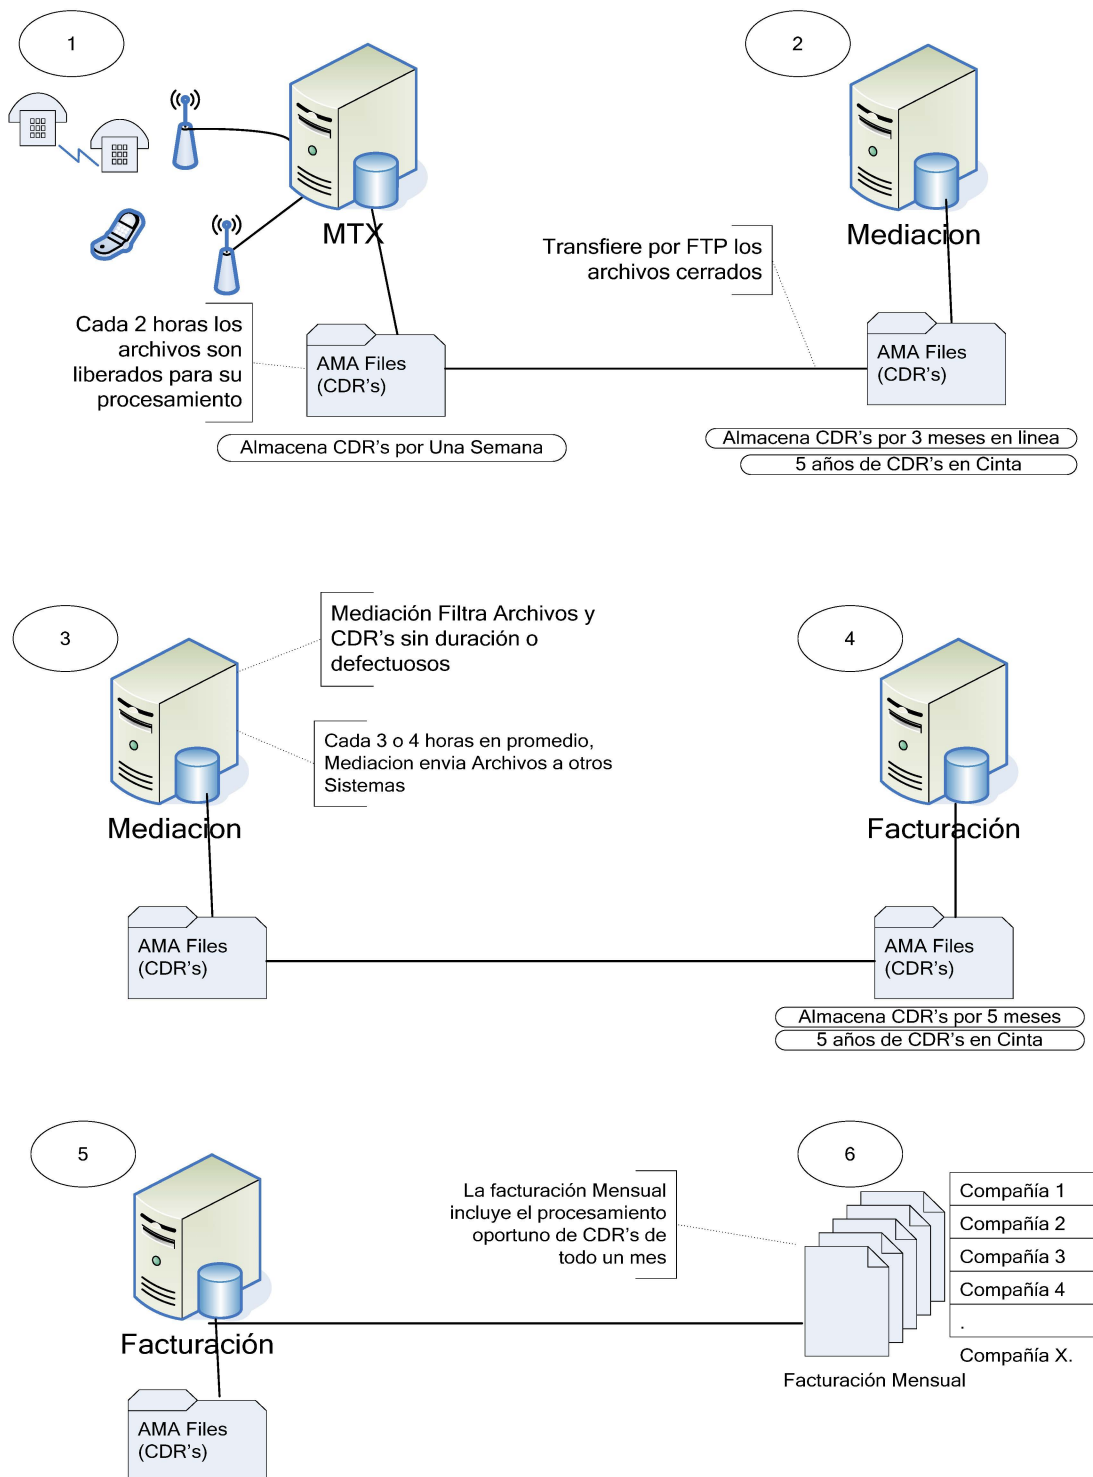 1
2
MTX
Mediacion
Transfiere por FTP los
archivos cerrados
Cada 2 horas los
archivos son
liberados para su
procesamiento
AMA Files
(CDR's)
AMA Files
(CDR's)
Almacena CDR's por Una Semana
Almacena CDR's por 3 meses en linea
5 años de CDR's en Cinta
3
Mediación Filtra Archivos y
CDR's sin duración o
defectuosos
4
Cada 3 o 4 horas en promedio,
Mediacion envia Archivos a otros
Sistemas
Mediacion
Facturación
AMA Files
(CDR's)
AMA Files
(CDR's)
Almacena CDR's por 5 meses
5 años de CDR's en Cinta
5
6
La facturación Mensual
incluye el procesamiento
oportuno de CDR's de
todo un mes
Compañía 1
Compañía 2
Compañía 3
Compañía 4
.
Compañía X.
Facturación
Facturación Mensual
AMA Files
(CDR's)